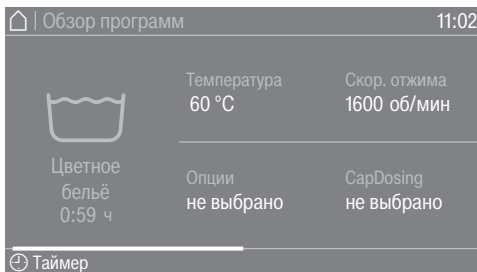 | Обзор программ 11:02
Температура
60 °C
Скор. отжима
1600 об/мин
Цветное
бельё
0:59 ч
Опции
не выбрано
CapDosing
не выбрано
Таймер